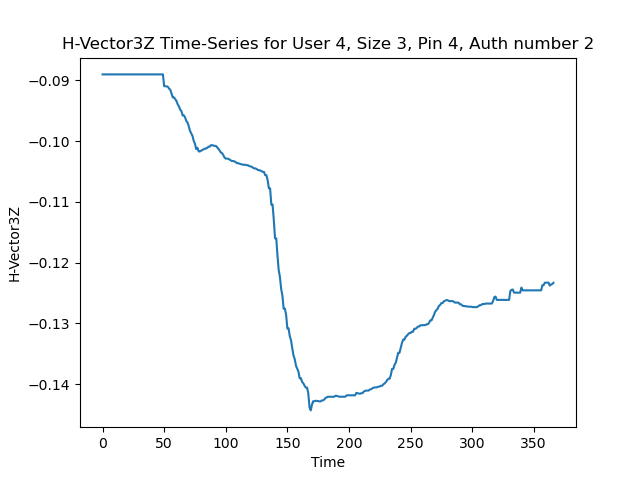 H-Vector3Z Time-Series for User 4, Size 3, Pin 4, Auth number 2
−0.09
−0.10
−0.11
−0.12
−0.13
−0.14
H-Vector3Z
0 50 100 150 200 250 300 350
Time